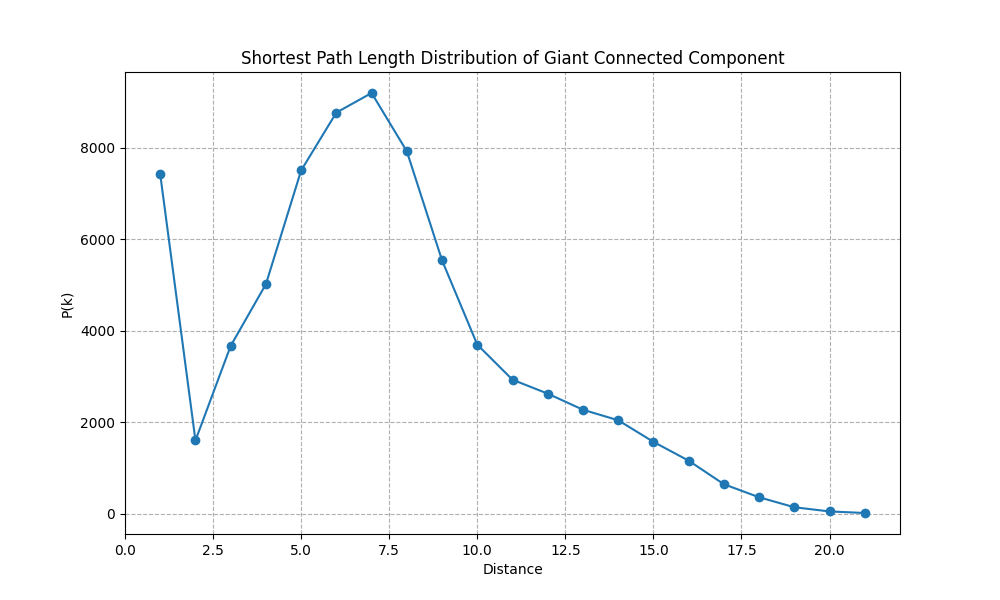 Shortest Path Length Distribution of Giant Connected Component
8000
6000
4000
2000
0
P(k)
0.0 2.5 5.0 7.5 10.0 12.5 15.0 17.5 20.0
Distance